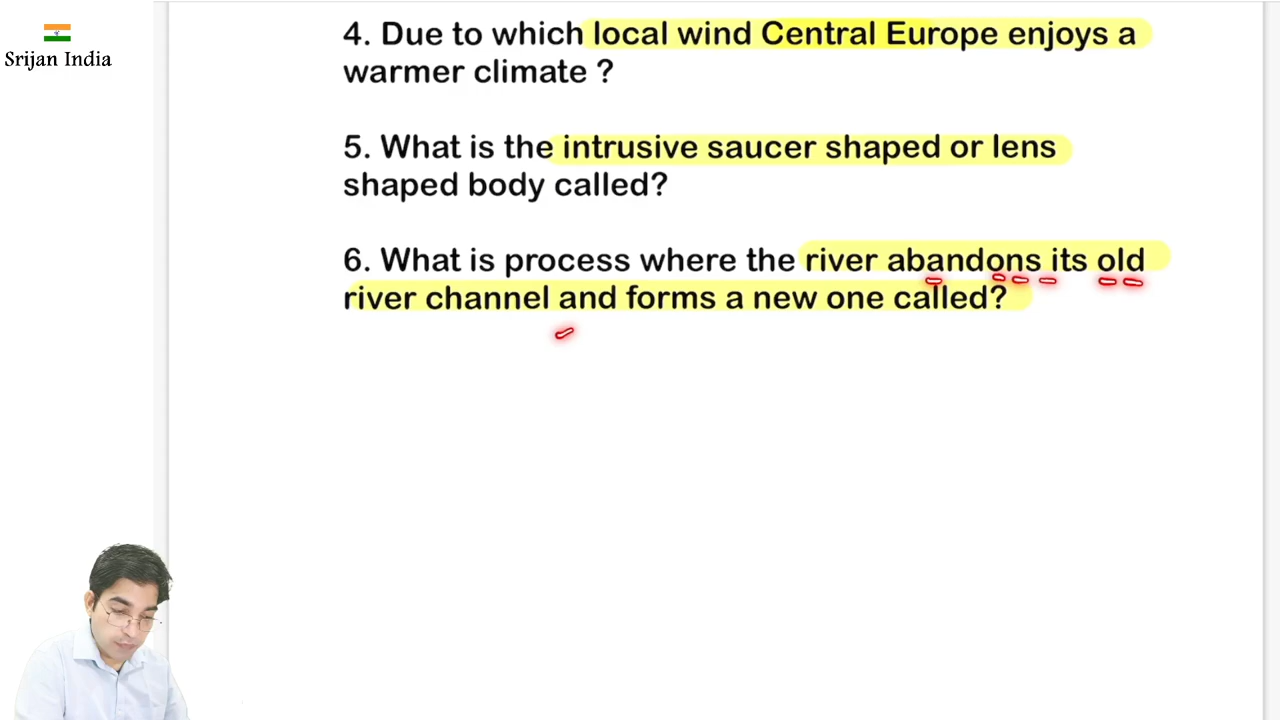 Srijan India
4. Due to which local wind Central Europe enjoys a
warmer climate ?
5. What is the intrusive saucer shaped or lens
shaped body called?
6. What is process where the river abandons its old
river channel and forms a new one called?